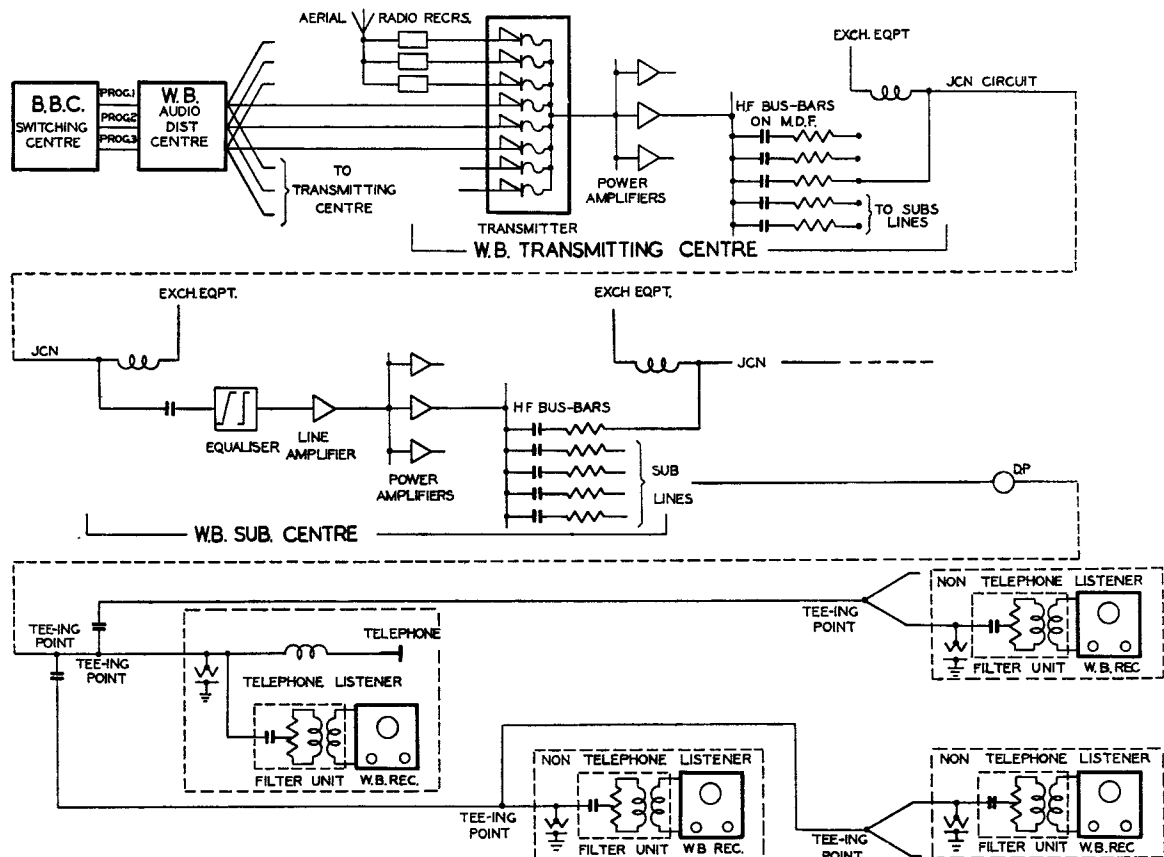 AERIAL RADIO RECRS.
EXCH. EQPT
B.B.C.
SWITCHING
CENTRE
PROG.1
PROG.2
PROG.3
W.B.
AUDIO
DIST
CENTRE
TO
TRANSMITTING
CENTRE
TRANSMITTER
POWER
AMPLIFIERS
H.F BUS-BARS
ON M.D.F.
JCN CIRCUIT
TO SUBS
LINES
W.B. TRANSMITTING CENTRE
EXCH. EQPT.
EXCH. EQPT.
JCN
JCN
EQUALISER
LINE
AMPLIFIER
POWER
AMPLIFIERS
H F BUS-BARS
SUB
LINES
D.P
W.B. SUB. CENTRE
TEE-ING
POINT
TEE-ING
POINT
TELEPHONE
TELEPHONE LISTENER
FILTER UNIT W.B. REC.
TEE-ING
POINT
NON TELEPHONE LISTENER
FILTER UNIT W.B. REC
TEE-ING
POINT
NON TELEPHONE LISTENER
FILTER UNIT W.B REC.
TEE-ING
POINT
NON TELEPHONE LISTENER
FILTER UNIT W.B. REC